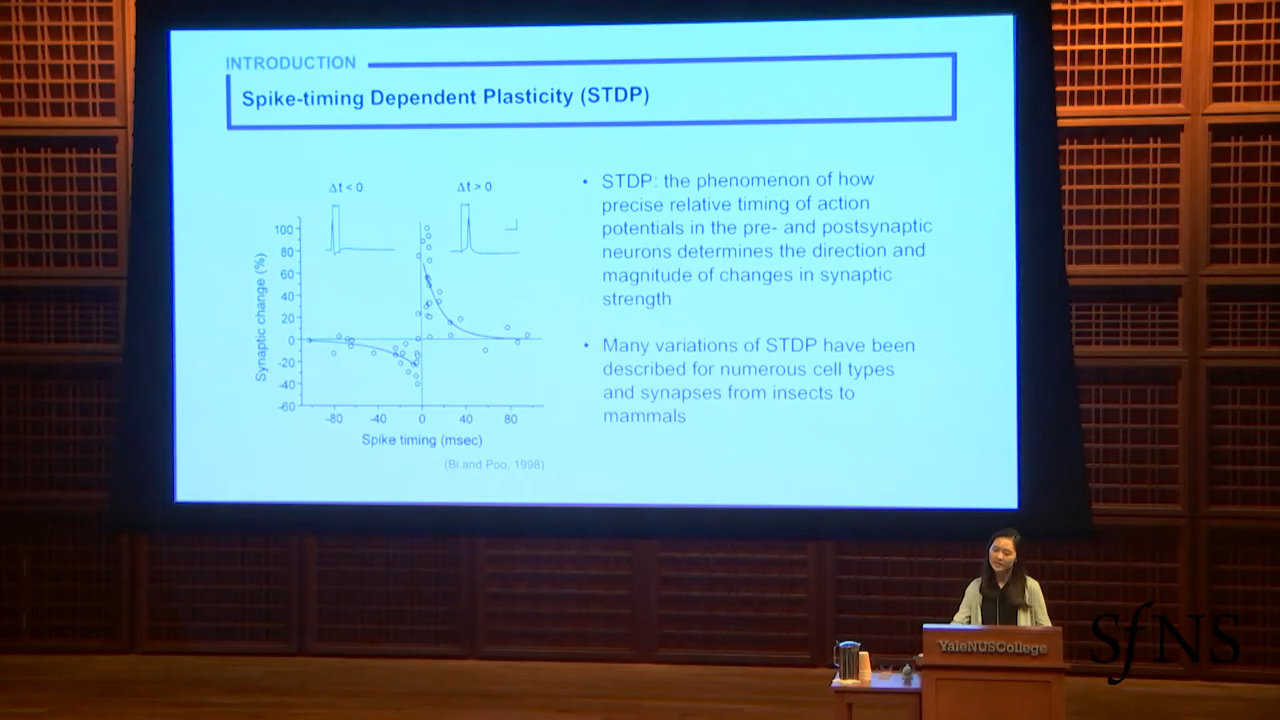 INTRODUCTION
Spike-timing Dependent Plasticity (STDP)
Δt < 0
Δt > 0
Synaptic change (%)
100
80
60
40
20
0
-20
-40
-60
-80
-40
0
40
80
Spike timing (msec)
(Bi and Poo, 1998)
• STDP: the phenomenon of how
precise relative timing of action
potentials in the pre- and postsynaptic
neurons determines the direction and
magnitude of changes in synaptic
strength
• Many variations of STDP have been
described for numerous cell types
and synapses from insects to
mammals
YaleNUSCollege
SfNS